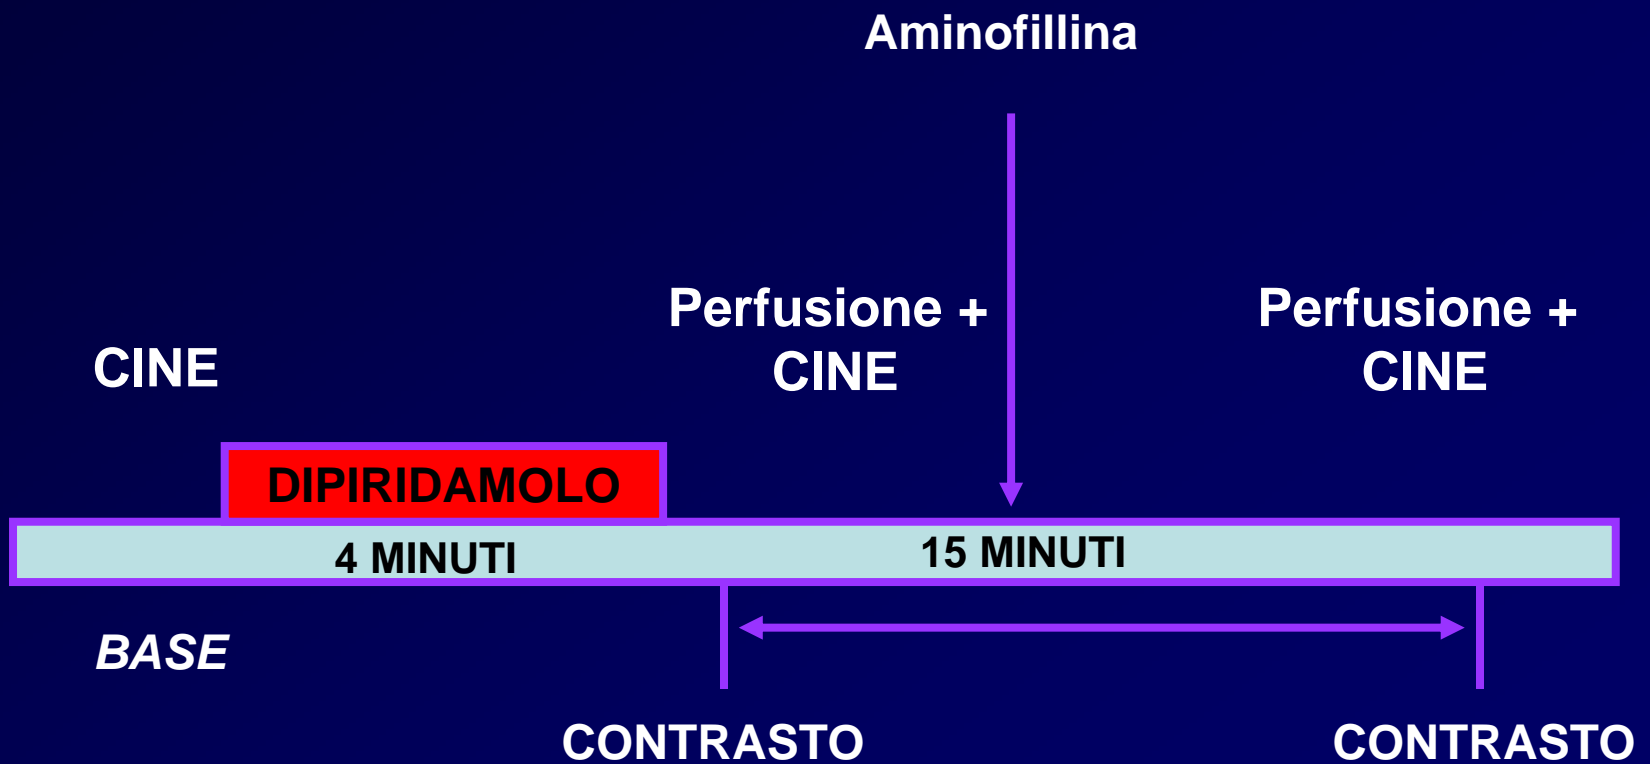 Aminofillina
Perfusione +
CINE
Perfusione +
CINE
CINE
DIPIRIDAMOLO
4 MINUTI
15 MINUTI
BASE
CONTRASTO
CONTRASTO